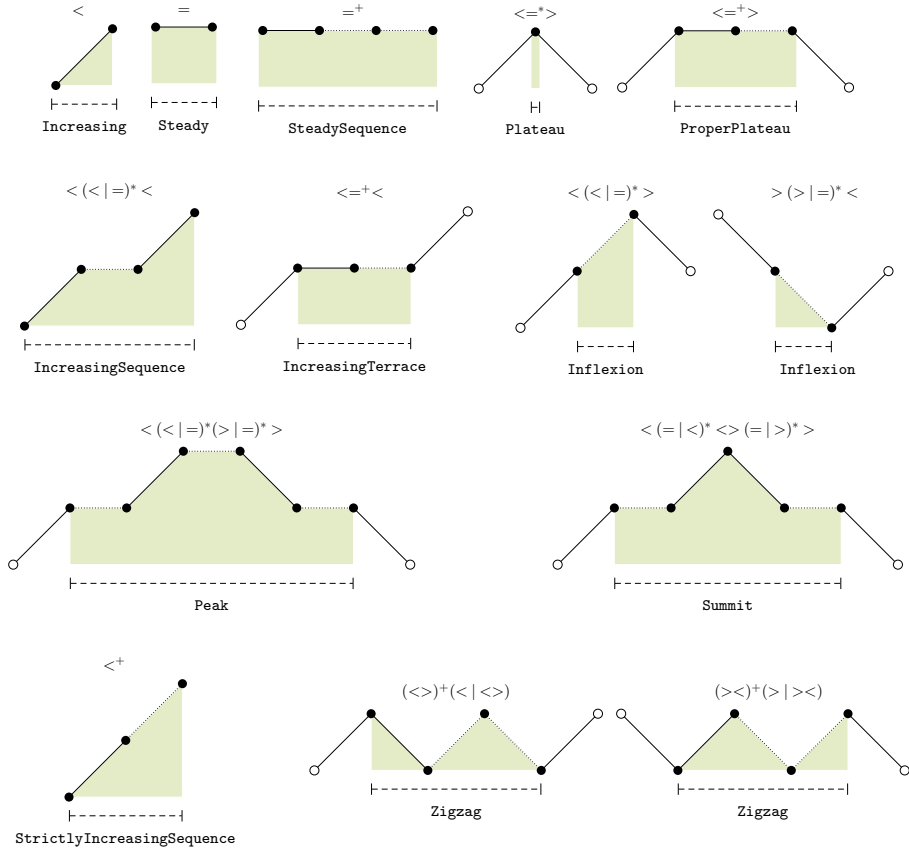 <
=
=⁺
<=*>
<=⁺>
Increasing
Steady
SteadySequence
Plateau
ProperPlateau
< (< | =)* <
<=⁺<
< (< | =)* >
> (> | =)* <
IncreasingSequence
IncreasingTerrace
Inflexion
Inflexion
< (< | =)*(> | =)* >
< (= | <)* <> (= | >)* >
Peak
Summit
<⁺
(<>)⁺(< | <>)
(><)⁺(> | ><)
Zigzag
Zigzag
StrictlyIncreasingSequence